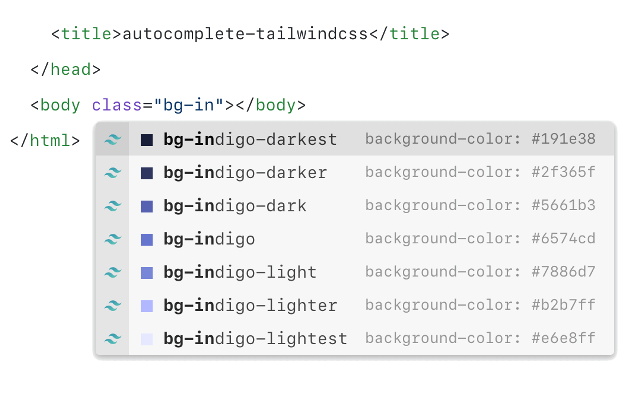 <title>autocomplete-tailwindcss</title>
</head>
<body class="bg-in"></body>
</html>
bg-indigo-darkest background-color: #191e38
bg-indigo-darker background-color: #2f365f
bg-indigo-dark background-color: #5661b3
bg-indigo background-color: #6574cd
bg-indigo-light background-color: #7886d7
bg-indigo-lighter background-color: #b2b7ff
bg-indigo-lightest background-color: #e6e8ff